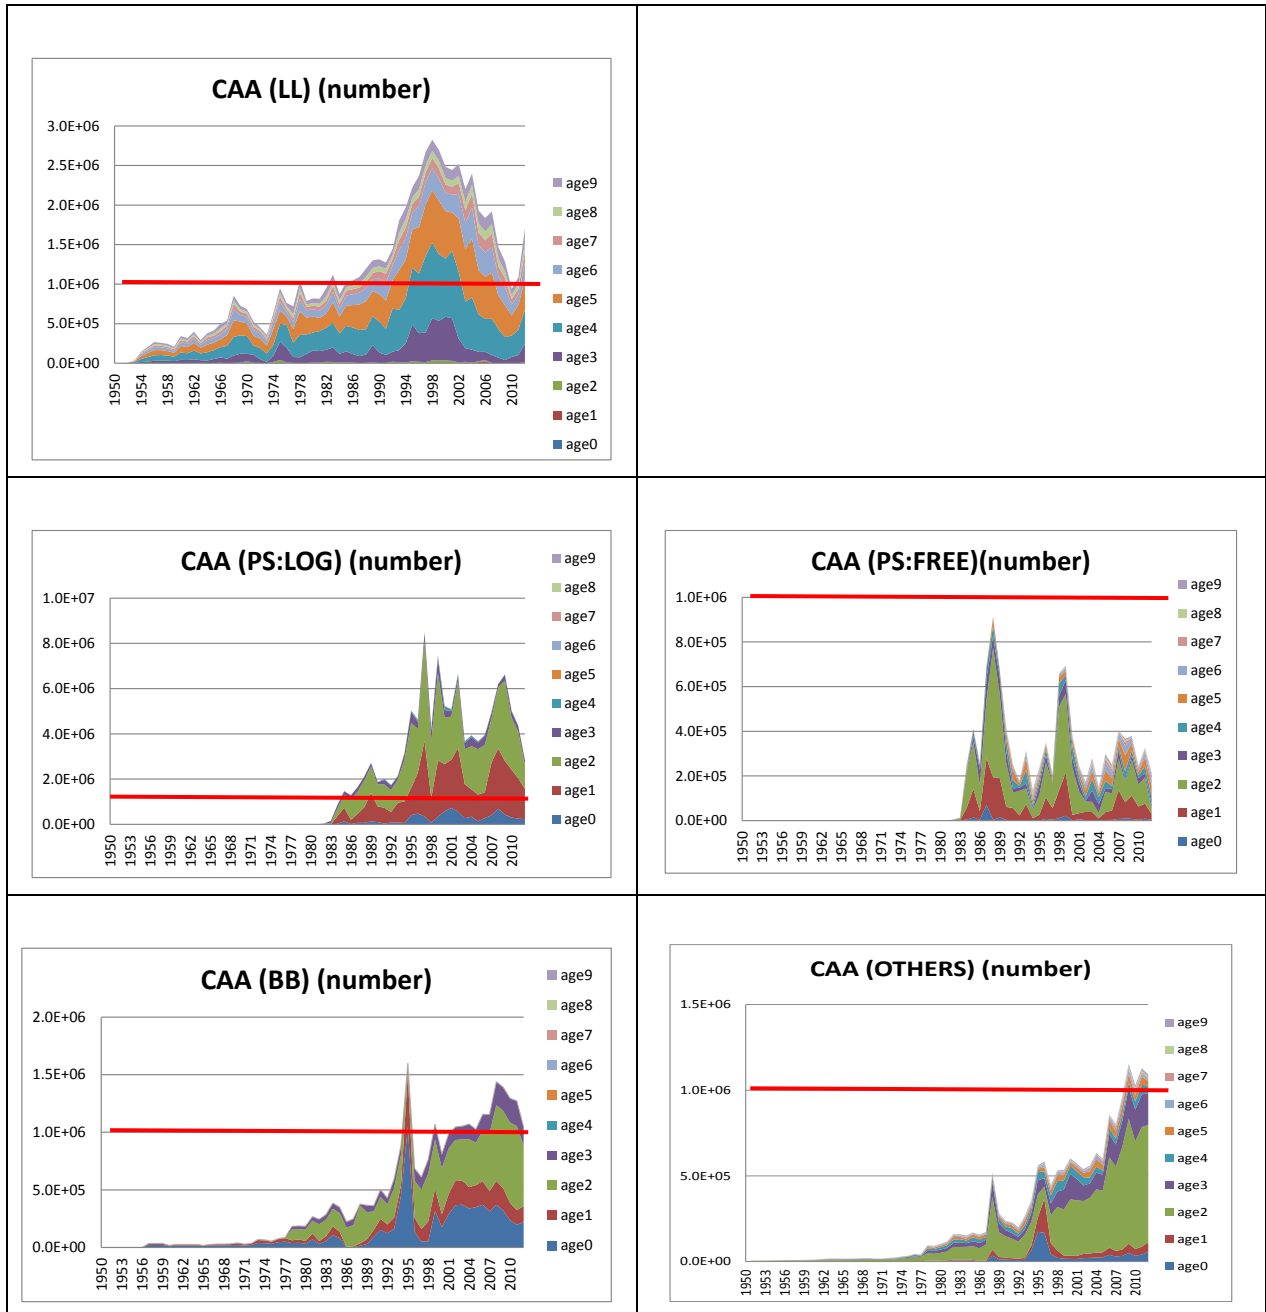 CAA (LL) (number)
3.0E+06
2.5E+06
2.0E+06
1.5E+06
1.0E+06
5.0E+05
0.0E+00
1950
1954
1958
1962
1966
1970
1974
1978
1982
1986
1990
1994
1998
2002
2006
2010
age9
age8
age7
age6
age5
age4
age3
age2
age1
age0
CAA (PS:LOG) (number)
1.0E+07
8.0E+06
6.0E+06
4.0E+06
2.0E+06
0.0E+00
1950
1953
1956
1959
1962
1965
1968
1971
1974
1977
1980
1983
1986
1989
1992
1995
1998
2001
2004
2007
2010
age9
age8
age7
age6
age5
age4
age3
age2
age1
age0
CAA (PS:FREE)(number)
1.0E+06
8.0E+05
6.0E+05
4.0E+05
2.0E+05
0.0E+00
1950
1953
1956
1959
1962
1965
1968
1971
1974
1977
1980
1983
1986
1989
1992
1995
1998
2001
2004
2007
2010
age9
age8
age7
age6
age5
age4
age3
age2
age1
age0
CAA (BB) (number)
2.0E+06
1.5E+06
1.0E+06
5.0E+05
0.0E+00
1950
1953
1956
1959
1962
1965
1968
1971
1974
1977
1980
1983
1986
1989
1992
1995
1998
2001
2004
2007
2010
age9
age8
age7
age6
age5
age4
age3
age2
age1
age0
CAA (OTHERS) (number)
1.5E+06
1.0E+06
5.0E+05
0.0E+00
1950
1953
1956
1959
1962
1965
1968
1971
1974
1977
1980
1983
1986
1989
1992
1995
1998
2001
2004
2007
2010
age9
age8
age7
age6
age5
age4
age3
age2
age1
age0